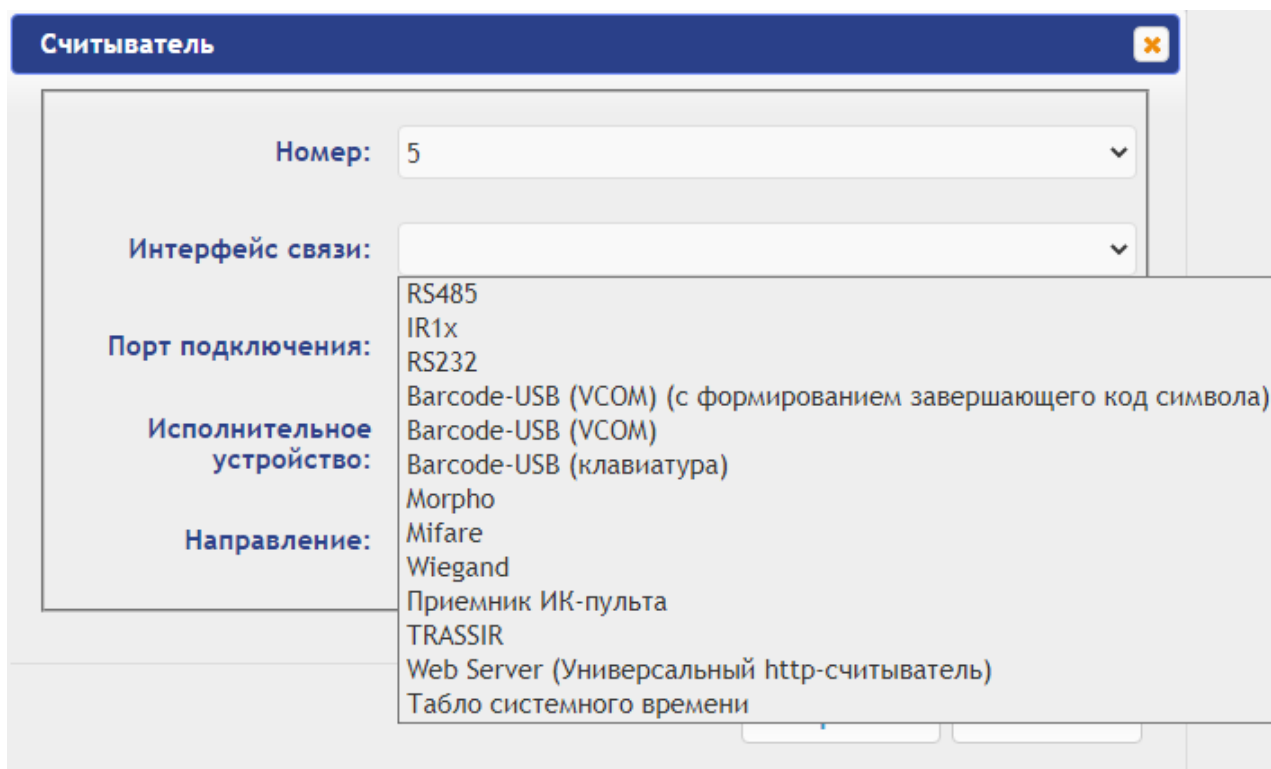 Считыватель
Номер:
5
Интерфейс связи:
RS485
IR1x
Порт подключения:
RS232
Barcode-USB (VCOM) (с формированием завершающего код символа)
Исполнительное
устройство:
Barcode-USB (VCOM)
Barcode-USB (клавиатура)
Morpho
Направление:
Mifare
Wiegand
Приемник ИК-пульта
TRASSIR
Web Server (Универсальный http-считыватель)
Табло системного времени